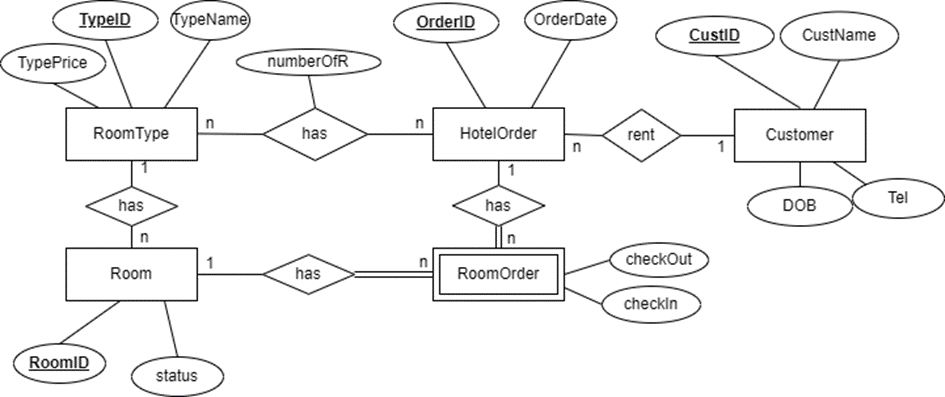 TypeID
TypeName
OrderID
OrderDate
CustID
CustName
TypePrice
numberOfR
RoomType
n
has
n
HotelOrder
n
rent
1
Customer
1
1
DOB
Tel
has
has
n
n
Room
1
has
n
RoomOrder
checkOut
checkIn
RoomID
status